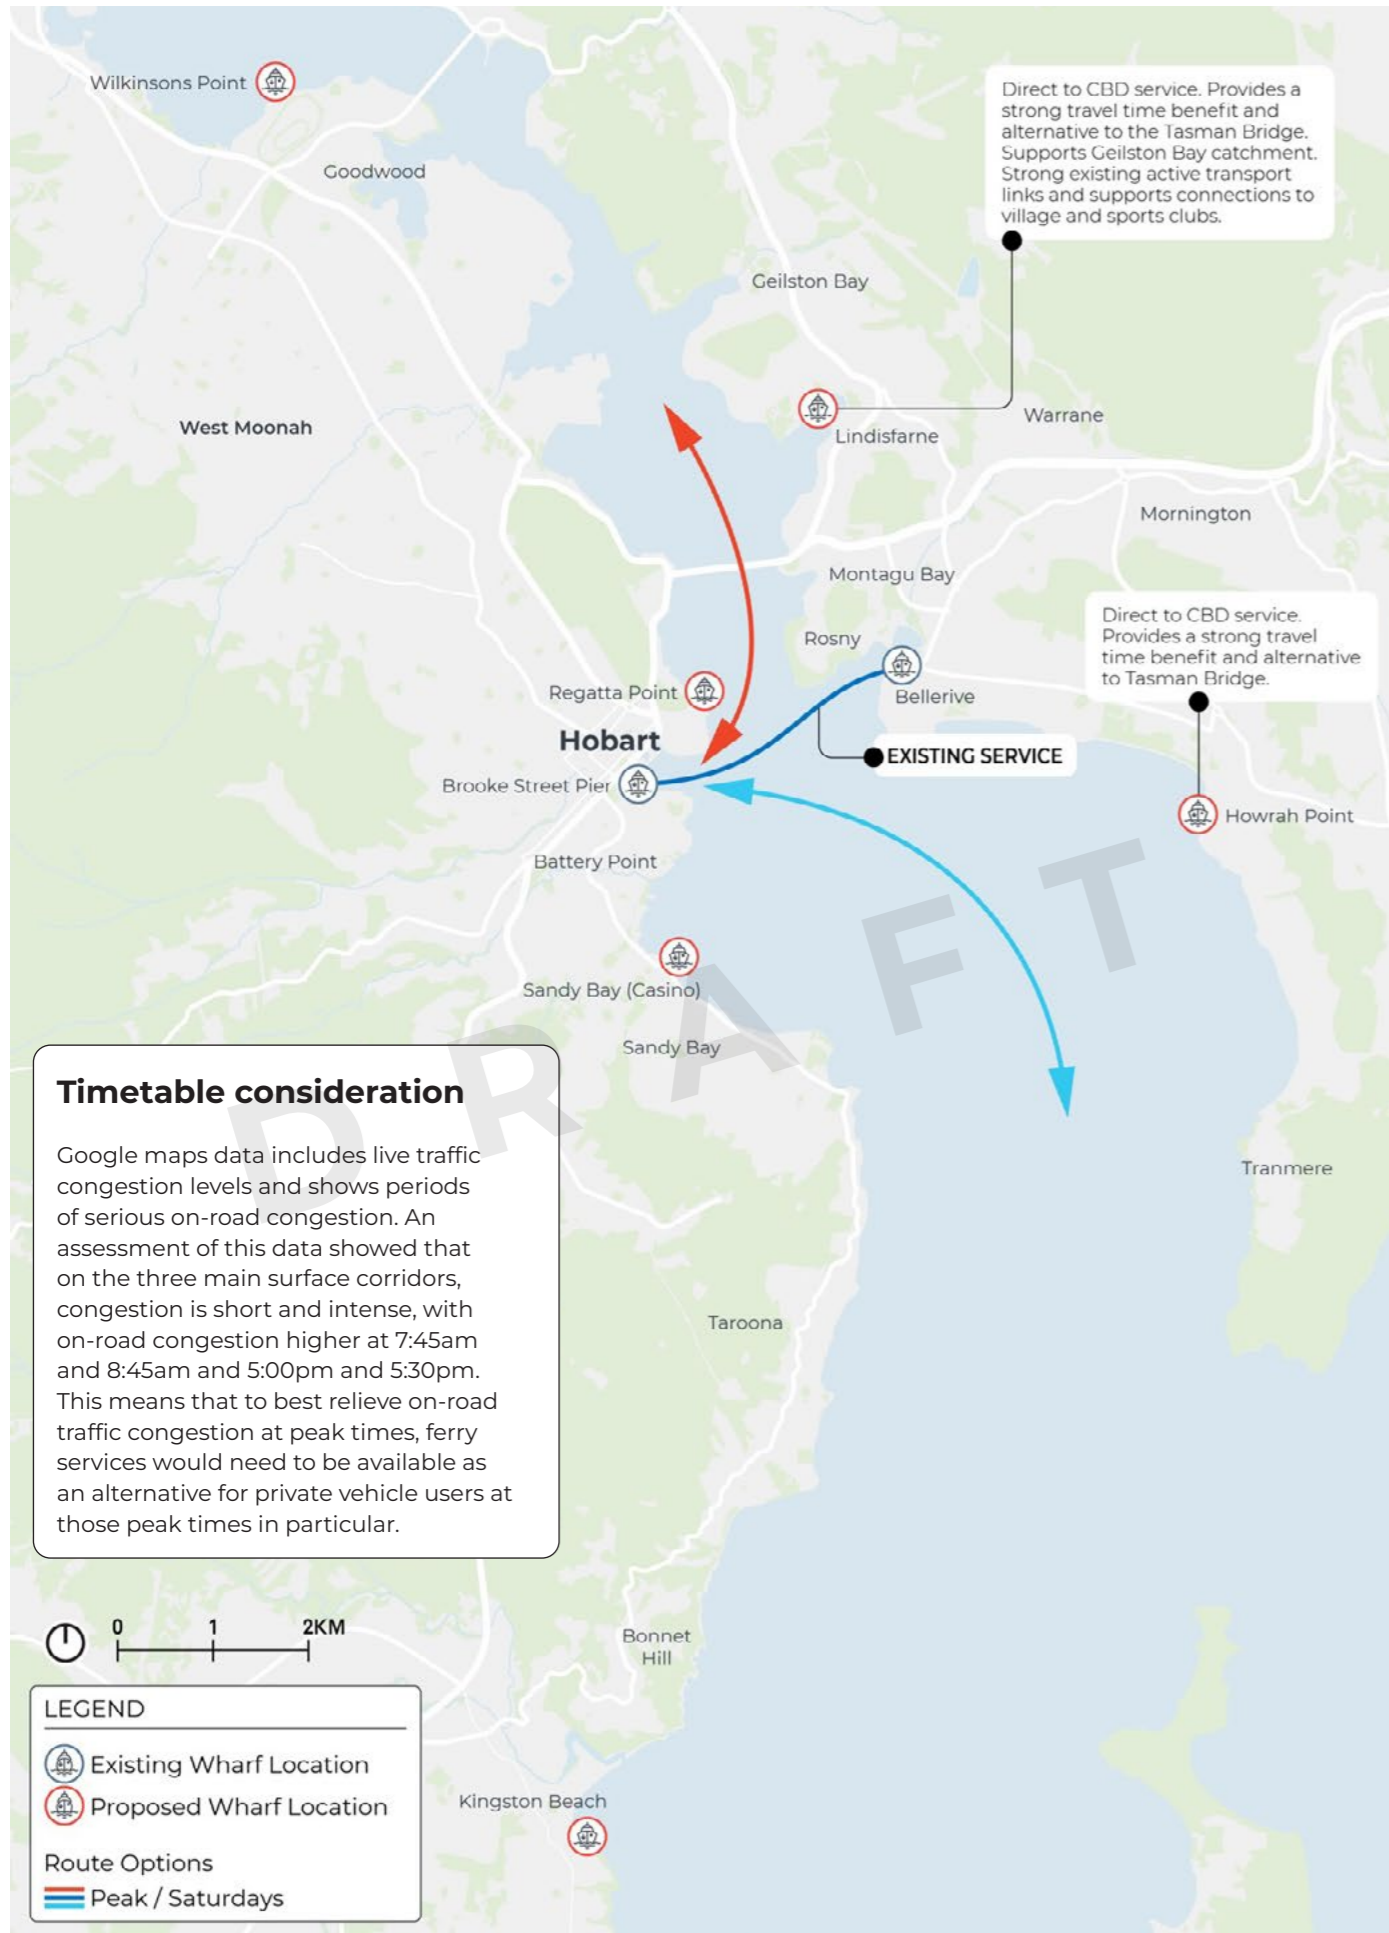 Wilkinsons Point
Goodwood
Direct to CBD service. Provides a
strong travel time benefit and
alternative to the Tasman Bridge.
Supports Geilston Bay catchment.
Strong existing active transport
links and supports connections to
village and sports clubs.
Geilston Bay
West Moonah
Lindisfarne
Warrane
Mornington
Montagu Bay
Rosny
Direct to CBD service.
Provides a strong travel
time benefit and alternative
to Tasman Bridge.
Regatta Point
Bellerive
Hobart
EXISTING SERVICE
Brooke Street Pier
Howrah Point
Battery Point
Sandy Bay (Casino)
Sandy Bay
DRAFT
Timetable consideration
Google maps data includes live traffic
congestion levels and shows periods
of serious on-road congestion. An
assessment of this data showed that
on the three main surface corridors,
congestion is short and intense, with
on-road congestion higher at 7:45am
and 8:45am and 5:00pm and 5:30pm.
This means that to best relieve on-road
traffic congestion at peak times, ferry
services would need to be available as
an alternative for private vehicle users at
those peak times in particular.
Tranmere
Taroona
0 1 2KM
Bonnet
Hill
LEGEND
Existing Wharf Location
Proposed Wharf Location
Route Options
Peak / Saturdays
Kingston Beach